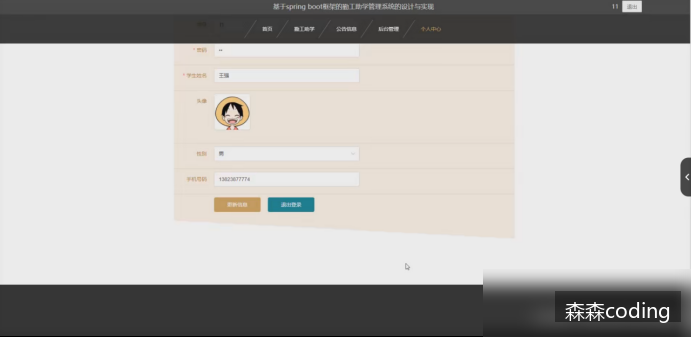 基于spring boot框架的勤工助学管理系统的设计与实现
11 退出
首页 勤工助学 公告信息 后台管理 个人中心
* 密码 ••
* 学生姓名 王强
头像
性别 男
手机号码 13823877774
更新信息 退出登录
森森coding